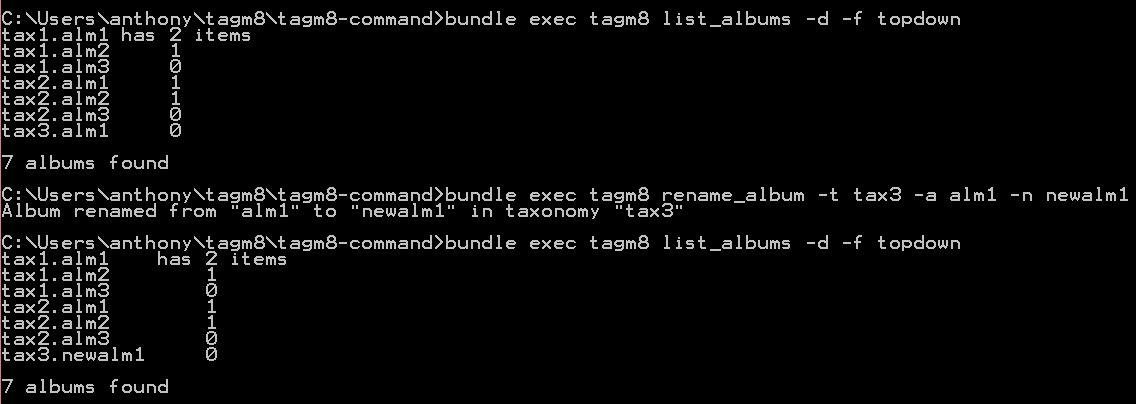 C:\Users\anthony\tagm8\tagm8-command>bundle exec tagm8 list_albums -d -f topdown
tax1.alm1 has 2 items
tax1.alm2     1
tax1.alm3     0
tax2.alm1     1
tax2.alm2     1
tax2.alm3     0
tax3.alm1     0

7 albums found

C:\Users\anthony\tagm8\tagm8-command>bundle exec tagm8 rename_album -t tax3 -a alm1 -n newalm1
Album renamed from "alm1" to "newalm1" in taxonomy "tax3"

C:\Users\anthony\tagm8\tagm8-command>bundle exec tagm8 list_albums -d -f topdown
tax1.alm1    has 2 items
tax1.alm2        1
tax1.alm3        0
tax2.alm1        1
tax2.alm2        1
tax2.alm3        0
tax3.newalm1     0

7 albums found